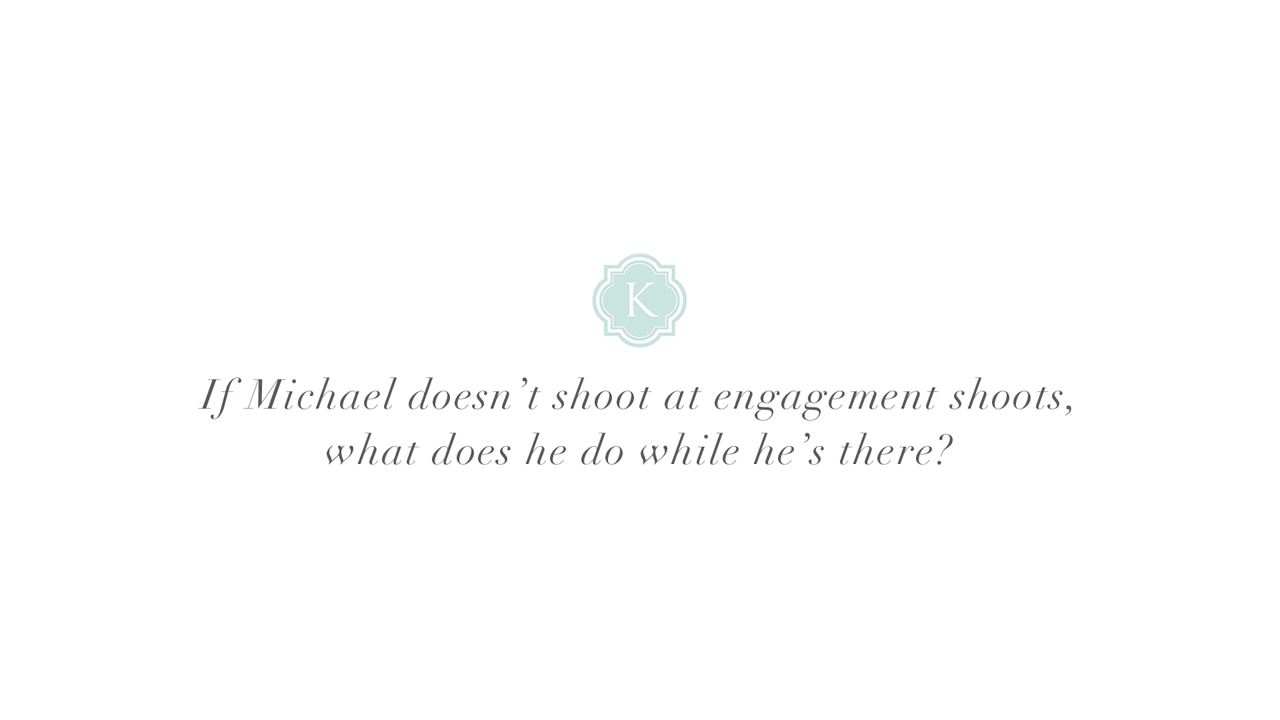 K
If Michael doesn’t shoot at engagement shoots,
what does he do while he’s there?